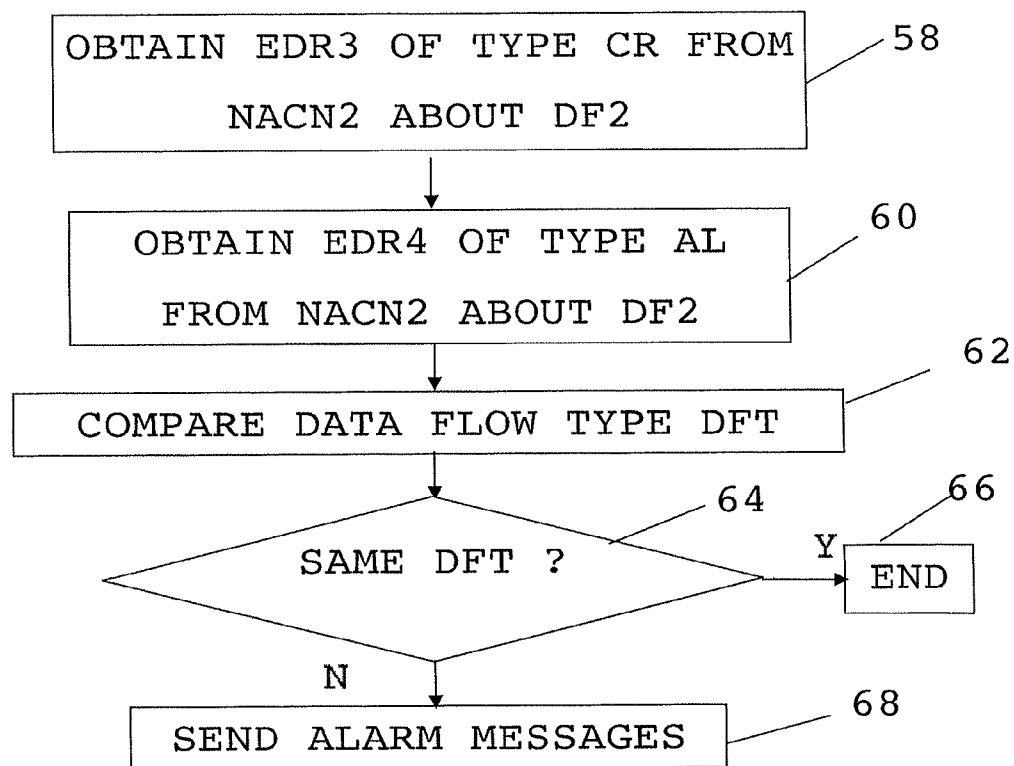 OBTAIN EDR3 OF TYPE CR FROM
NACN2 ABOUT DF2
58
OBTAIN EDR4 OF TYPE AL
FROM NACN2 ABOUT DF2
60
COMPARE DATA FLOW TYPE DFT
62
SAME DFT ?
64
Y
END
66
N
SEND ALARM MESSAGES
68